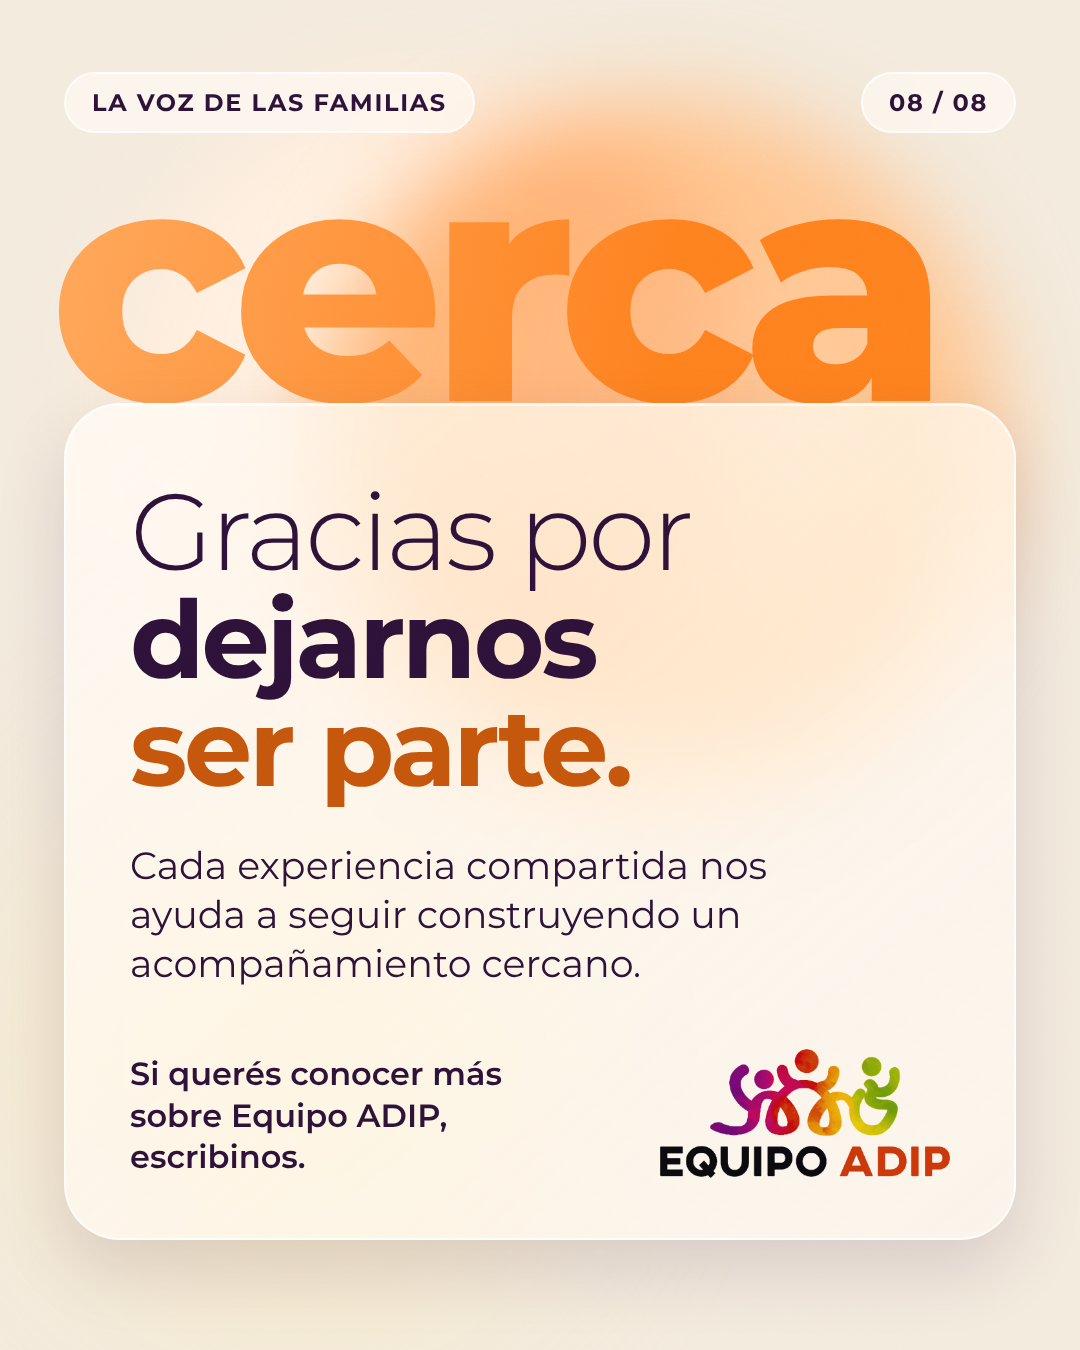 LA VOZ DE LAS FAMILIAS
08 / 08
cerca
Gracias por
dejarnos
ser parte.
Cada experiencia compartida nos
ayuda a seguir construyendo un
acompañamiento cercano.
Si querés conocer más
sobre Equipo ADIP,
escribinos.
EQUIPO ADIP